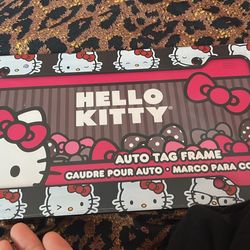 HELLO
KITTY®
AUTO TAG FRAME
CAUDRE POUR AUTO • MARCO PARA CO